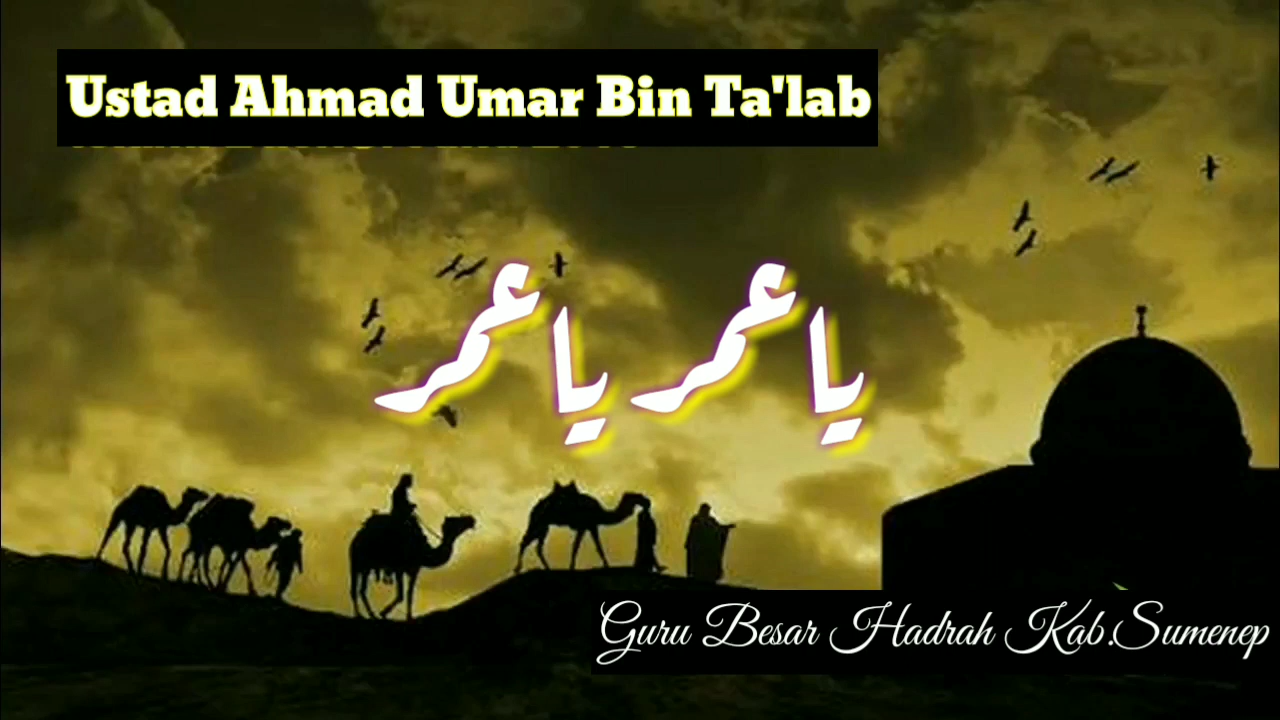 Ustad Ahmad Umar Bin Ta'lab
يا عمر يا عمر
Guru Besar Hadrah Kab.Sumenep